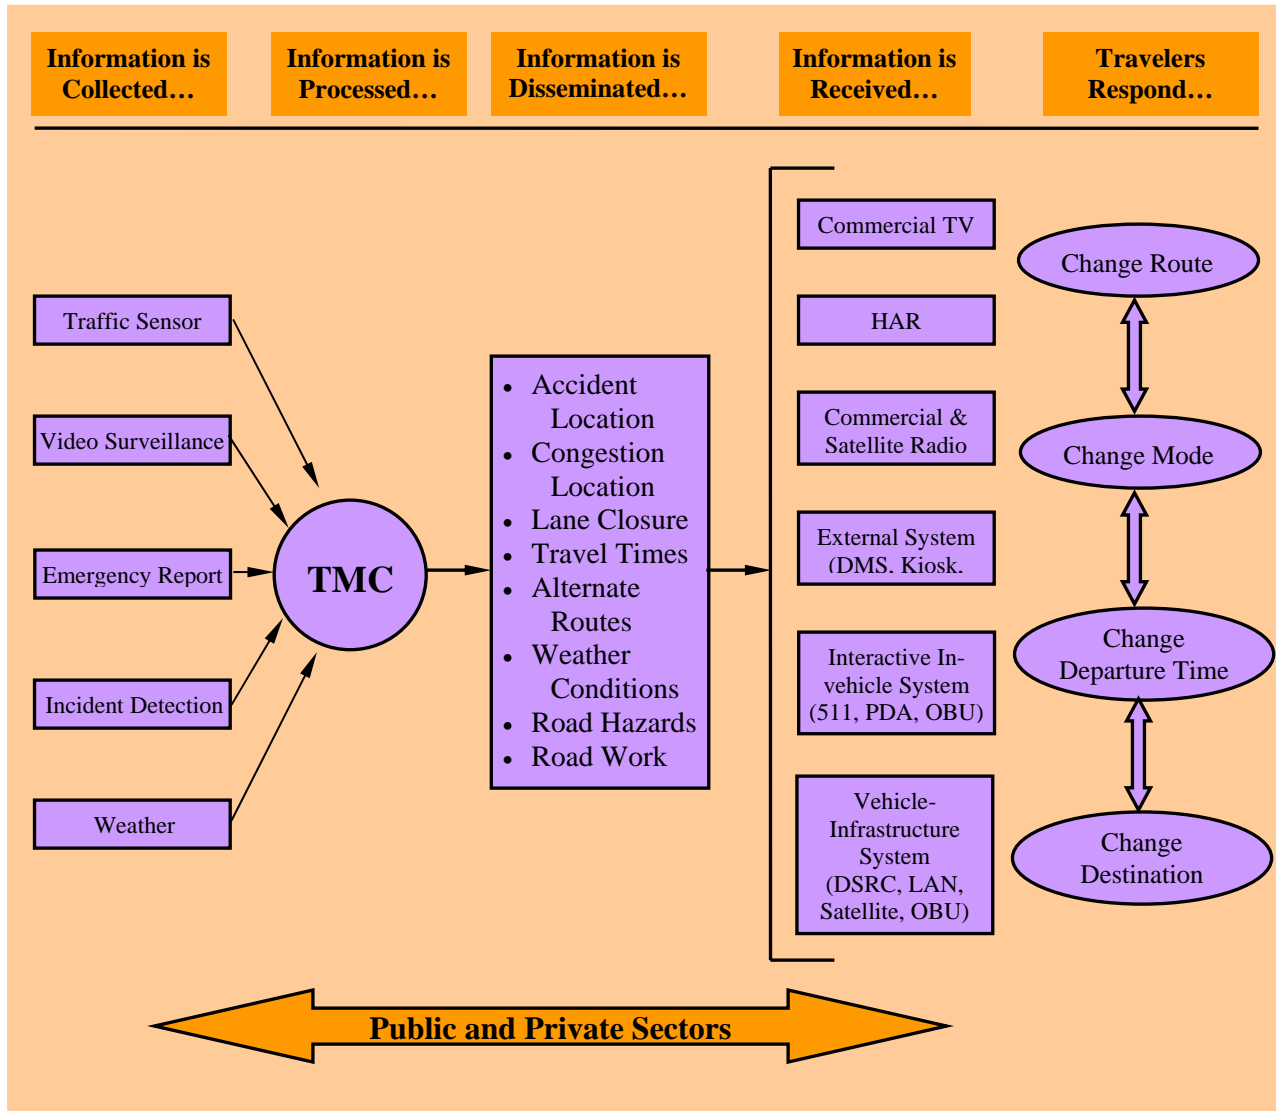 Information is
Collected…
Information is
Processed…
Information is
Disseminated…
Information is
Received…
Travelers
Respond…
Traffic Sensor
Video Surveillance
Emergency Report
Incident Detection
Weather
TMC
• Accident
Location
• Congestion
Location
• Lane Closure
• Travel Times
• Alternate
Routes
• Weather
Conditions
• Road Hazards
• Road Work
Commercial TV
HAR
Commercial &
Satellite Radio
External System
(DMS, Kiosk,
Interactive In-
vehicle System
(511, PDA, OBU)
Vehicle-
Infrastructure
System
(DSRC, LAN,
Satellite, OBU)
Change Route
Change Mode
Change
Departure Time
Change
Destination
Public and Private Sectors